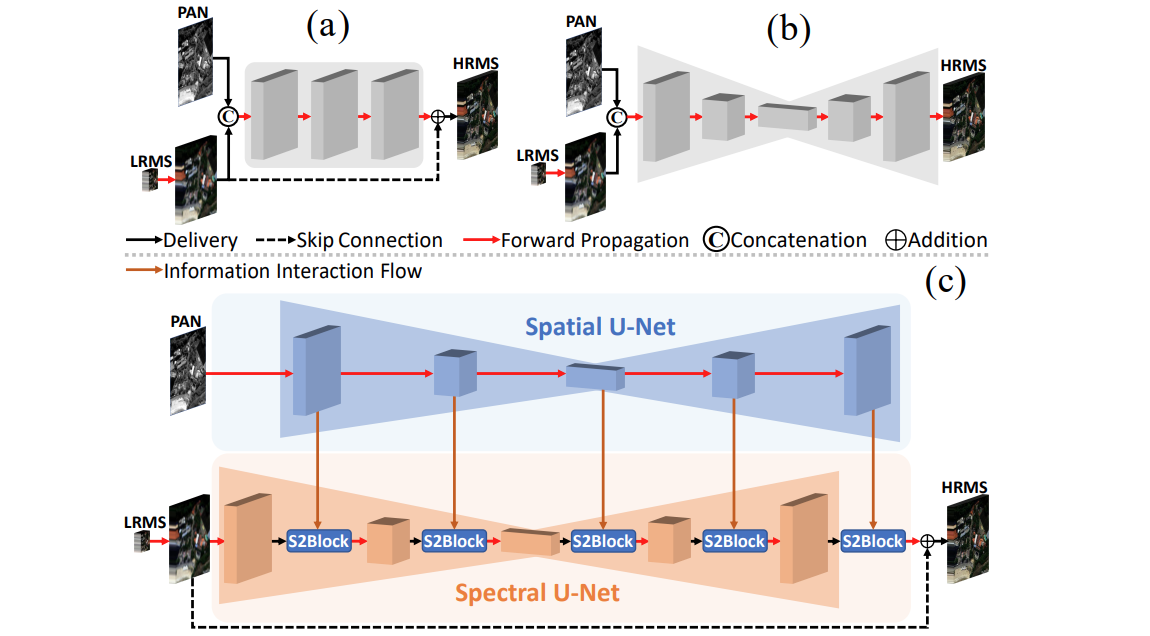 PAN
(a)
HRMS
C
LRMS
PAN
(b)
HRMS
C
LRMS
Delivery Skip Connection Forward Propagation C Concatenation Addition
Information Interaction Flow
(c)
PAN
Spatial U-Net
LRMS
HRMS
S2Block S2Block S2Block S2Block S2Block
Spectral U-Net